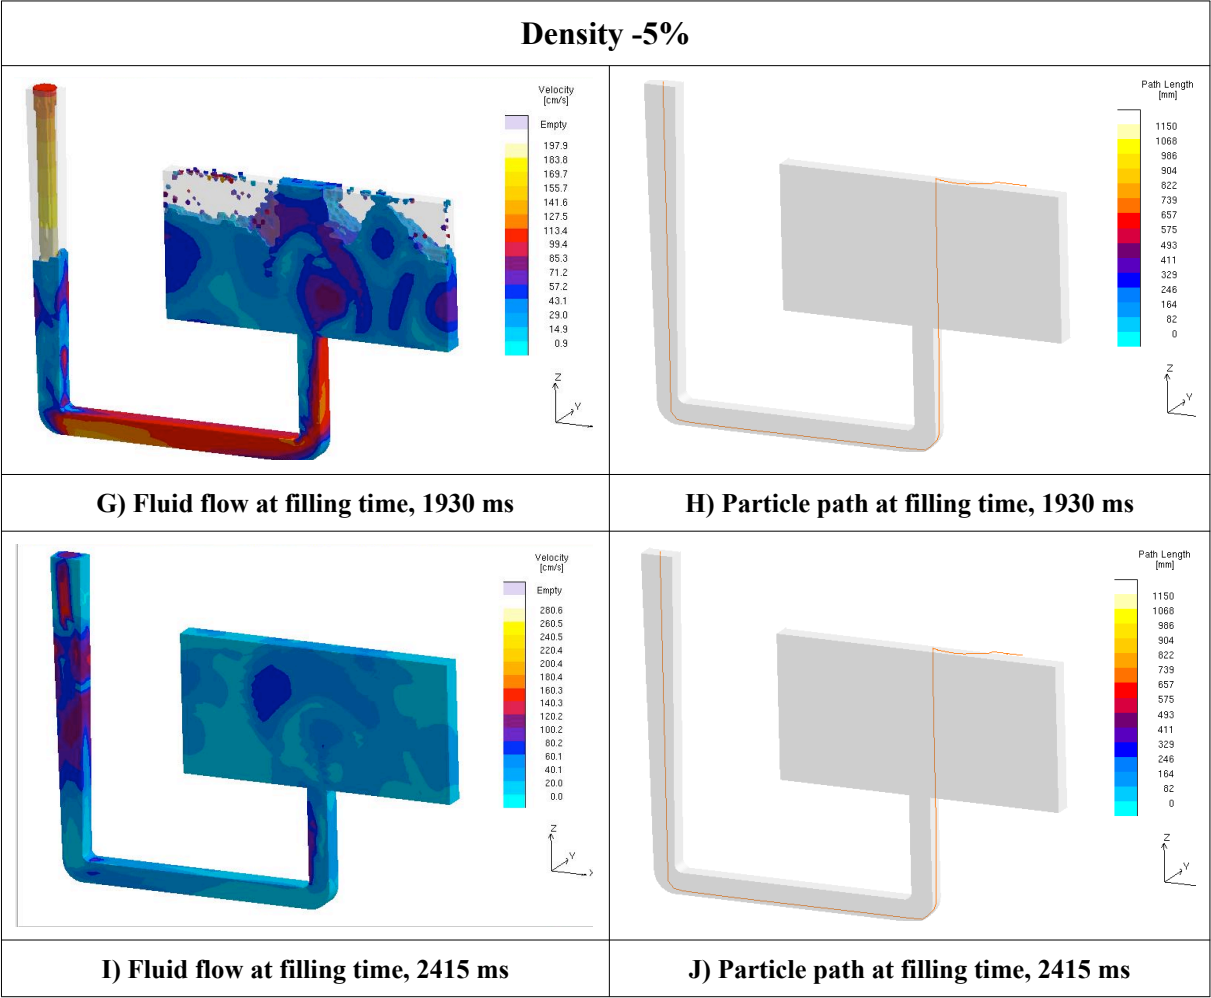 Density -5%
Velocity
[cm/s]
Empty
197.9
183.8
169.7
155.7
141.6
127.5
113.4
99.4
85.3
71.2
57.2
43.1
29.0
14.9
0.9
Z
Y
Path Length
[mm]
1150
1068
986
904
822
739
657
575
493
411
329
246
164
82
0
Z
Y
G) Fluid flow at filling time, 1930 ms
H) Particle path at filling time, 1930 ms
Velocity
[cm/s]
Empty
280.6
260.5
240.5
220.4
200.4
180.4
160.3
140.3
120.2
100.2
80.2
60.1
40.1
20.0
0.0
Z
Y
X
Path Length
[mm]
1150
1068
986
904
822
739
657
575
493
411
329
246
164
82
0
Z
Y
I) Fluid flow at filling time, 2415 ms
J) Particle path at filling time, 2415 ms